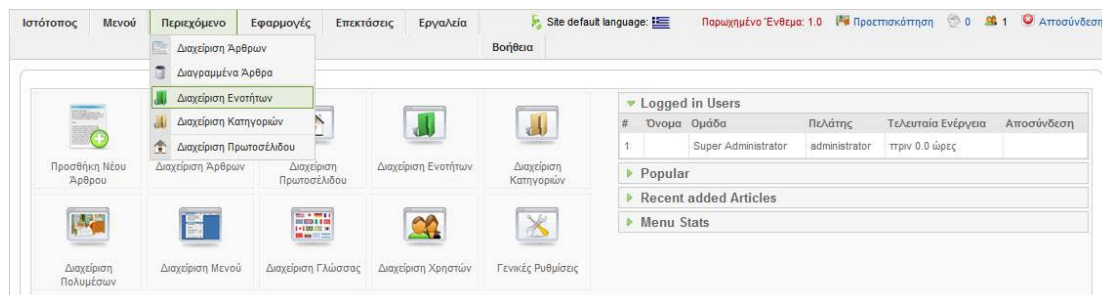 Ιστότοπος Μενού Περιεχόμενο Εφαρμογές Επεκτάσεις Εργαλεία Site default language: Παρωχημένο Ένθεμα: 1.0 Προεπισκόπηση 0 1 Αποσύνδεση
Βοήθεια
Διαχείριση Άρθρων
Διαγραμμένα Άρθρα
Διαχείριση Ενοτήτων
Διαχείριση Κατηγοριών
Διαχείριση Πρωτοσέλιδου
Προσθήκη Νέου
Άρθρου
Διαχείριση Άρθρων
Διαχείριση
Πρωτοσέλιδου
Διαχείριση Ενοτήτων
Διαχείριση
Κατηγοριών
Διαχείριση
Πολυμέσων
Διαχείριση Μενού
Διαχείριση Γλώσσας
Διαχείριση Χρηστών
Γενικές Ρυθμίσεις
Logged in Users
# Όνομα Ομάδα Πελάτης Τελευταία Ενέργεια Αποσύνδεση
1 Super Administrator administrator πριν 0.0 ώρες
Popular
Recent added Articles
Menu Stats